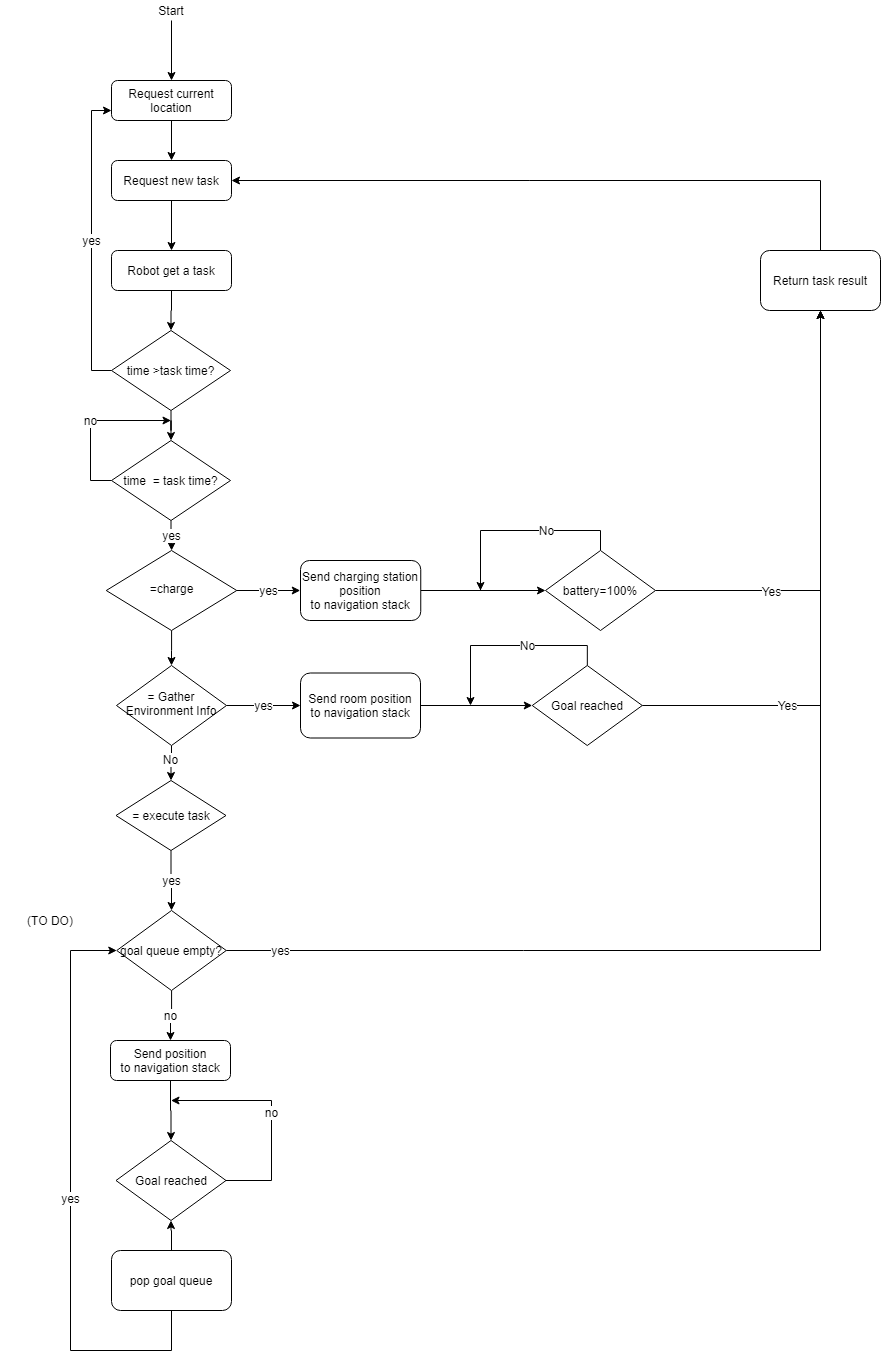 Start
Request current
location
Request new task
yes
Robot get a task
Return task result
time >task time?
no
time  = task time?
yes
No
=charge
yes
Send charging station
position
to navigation stack
battery=100%
Yes
No
= Gather
Environment Info
yes
Send room position
to navigation stack
Goal reached
Yes
No
= execute task
yes
(TO DO)
goal queue empty?
yes
no
Send position
to navigation stack
no
Goal reached
yes
pop goal queue